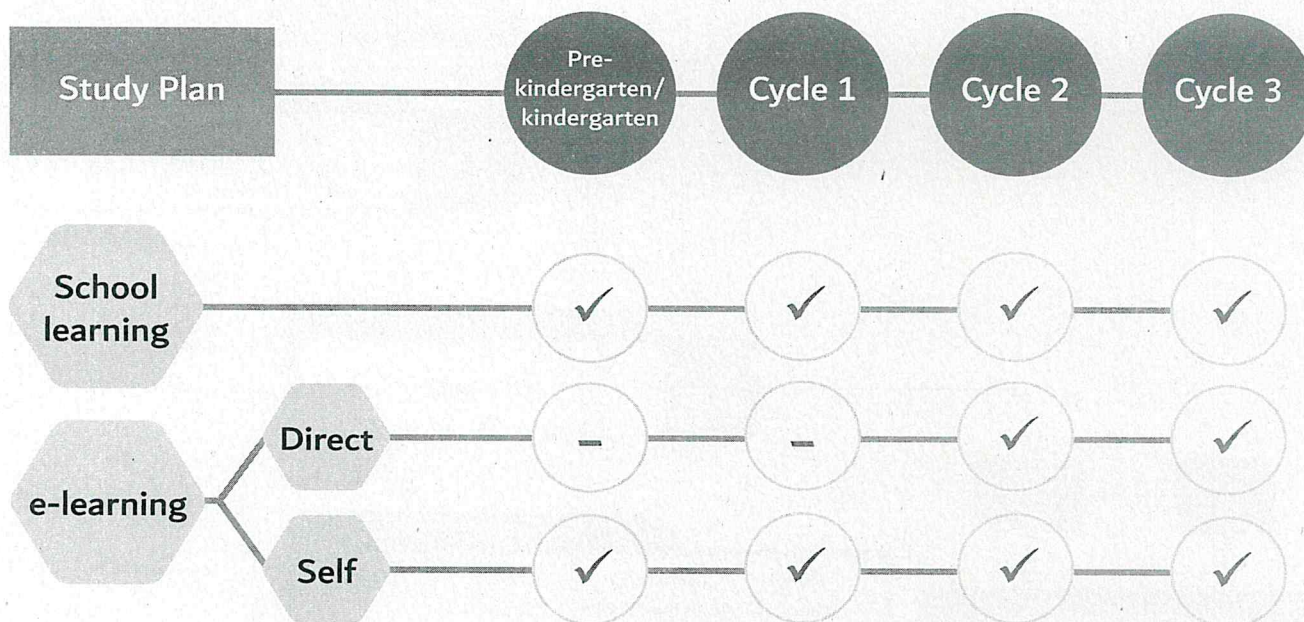 Study Plan
Pre-
kindergarten/
kindergarten
Cycle 1
Cycle 2
Cycle 3
School
learning
✓ ✓ ✓ ✓
Direct
- - ✓ ✓
e-learning
Self
✓ ✓ ✓ ✓